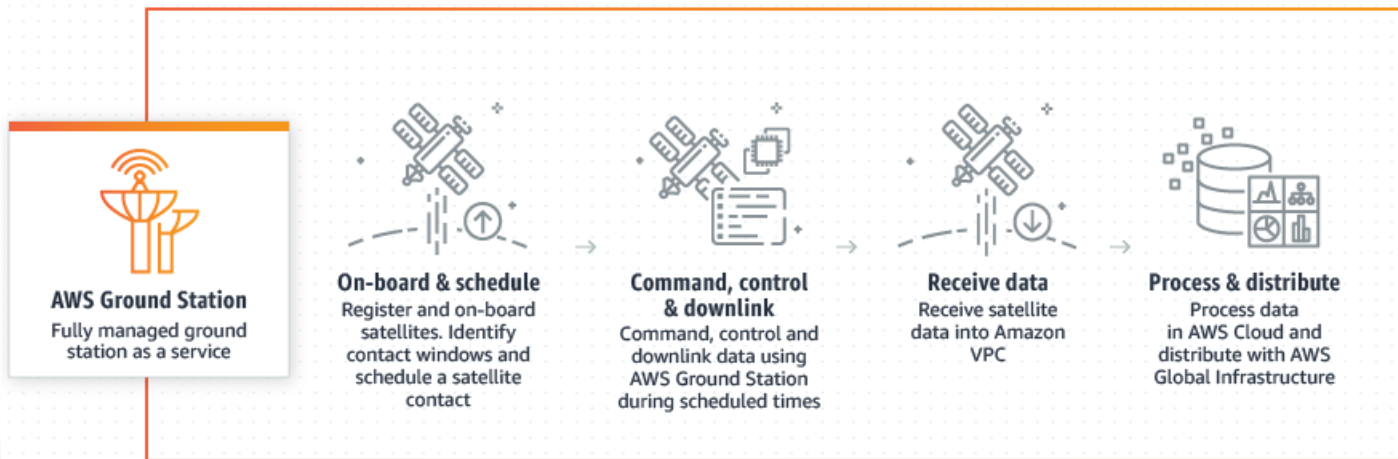 AWS Ground Station
Fully managed ground
station as a service
On-board & schedule
Register and on-board
satellites. Identify
contact windows and
schedule a satellite
contact
Command, control
& downlink
Command, control and
downlink data using
AWS Ground Station
during scheduled times
Receive data
Receive satellite
data into Amazon
VPC
Process & distribute
Process data
in AWS Cloud and
distribute with AWS
Global Infrastructure